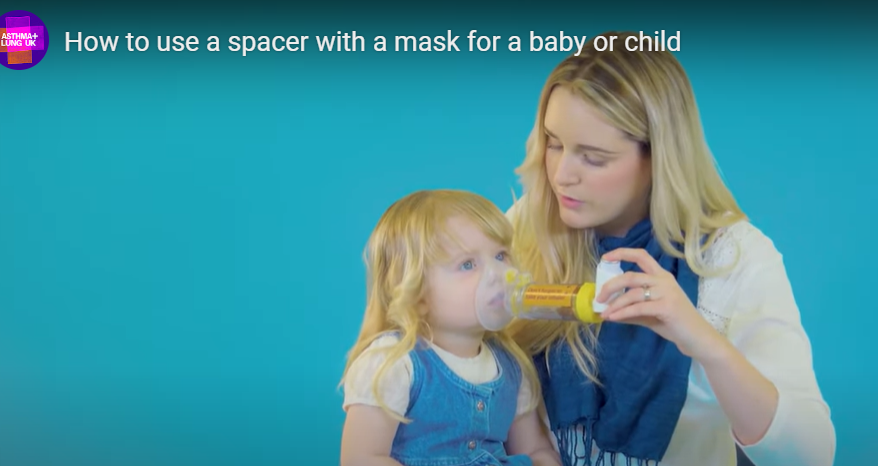 ASTHMA+
LUNG UK
How to use a spacer with a mask for a baby or child